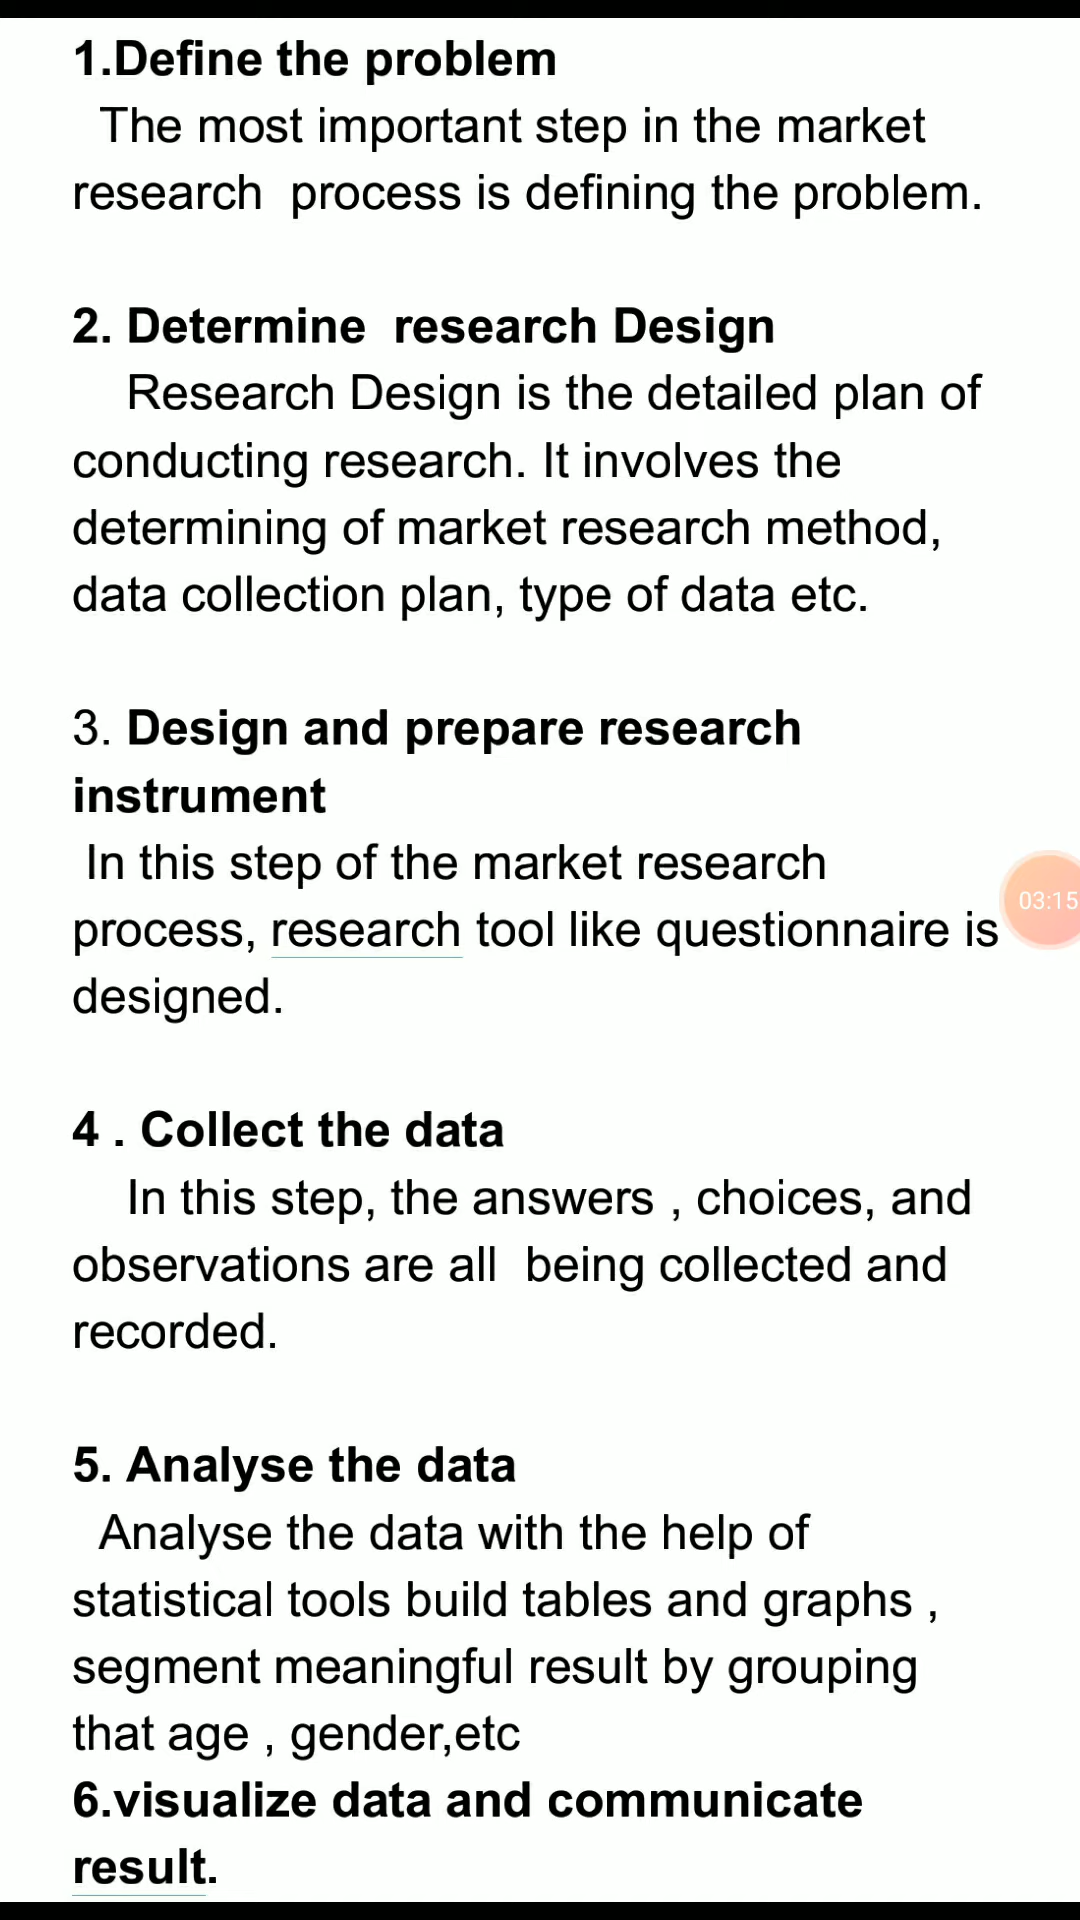 1.Define the problem
The most important step in the market
research process is defining the problem.
2. Determine research Design
Research Design is the detailed plan of
conducting research. It involves the
determining of market research method,
data collection plan, type of data etc.
3. Design and prepare research
instrument
In this step of the market research
process, research tool like questionnaire is
designed.
03:15
4 . Collect the data
In this step, the answers , choices, and
observations are all being collected and
recorded.
5. Analyse the data
Analyse the data with the help of
statistical tools build tables and graphs ,
segment meaningful result by grouping
that age , gender,etc
6.visualize data and communicate
result.